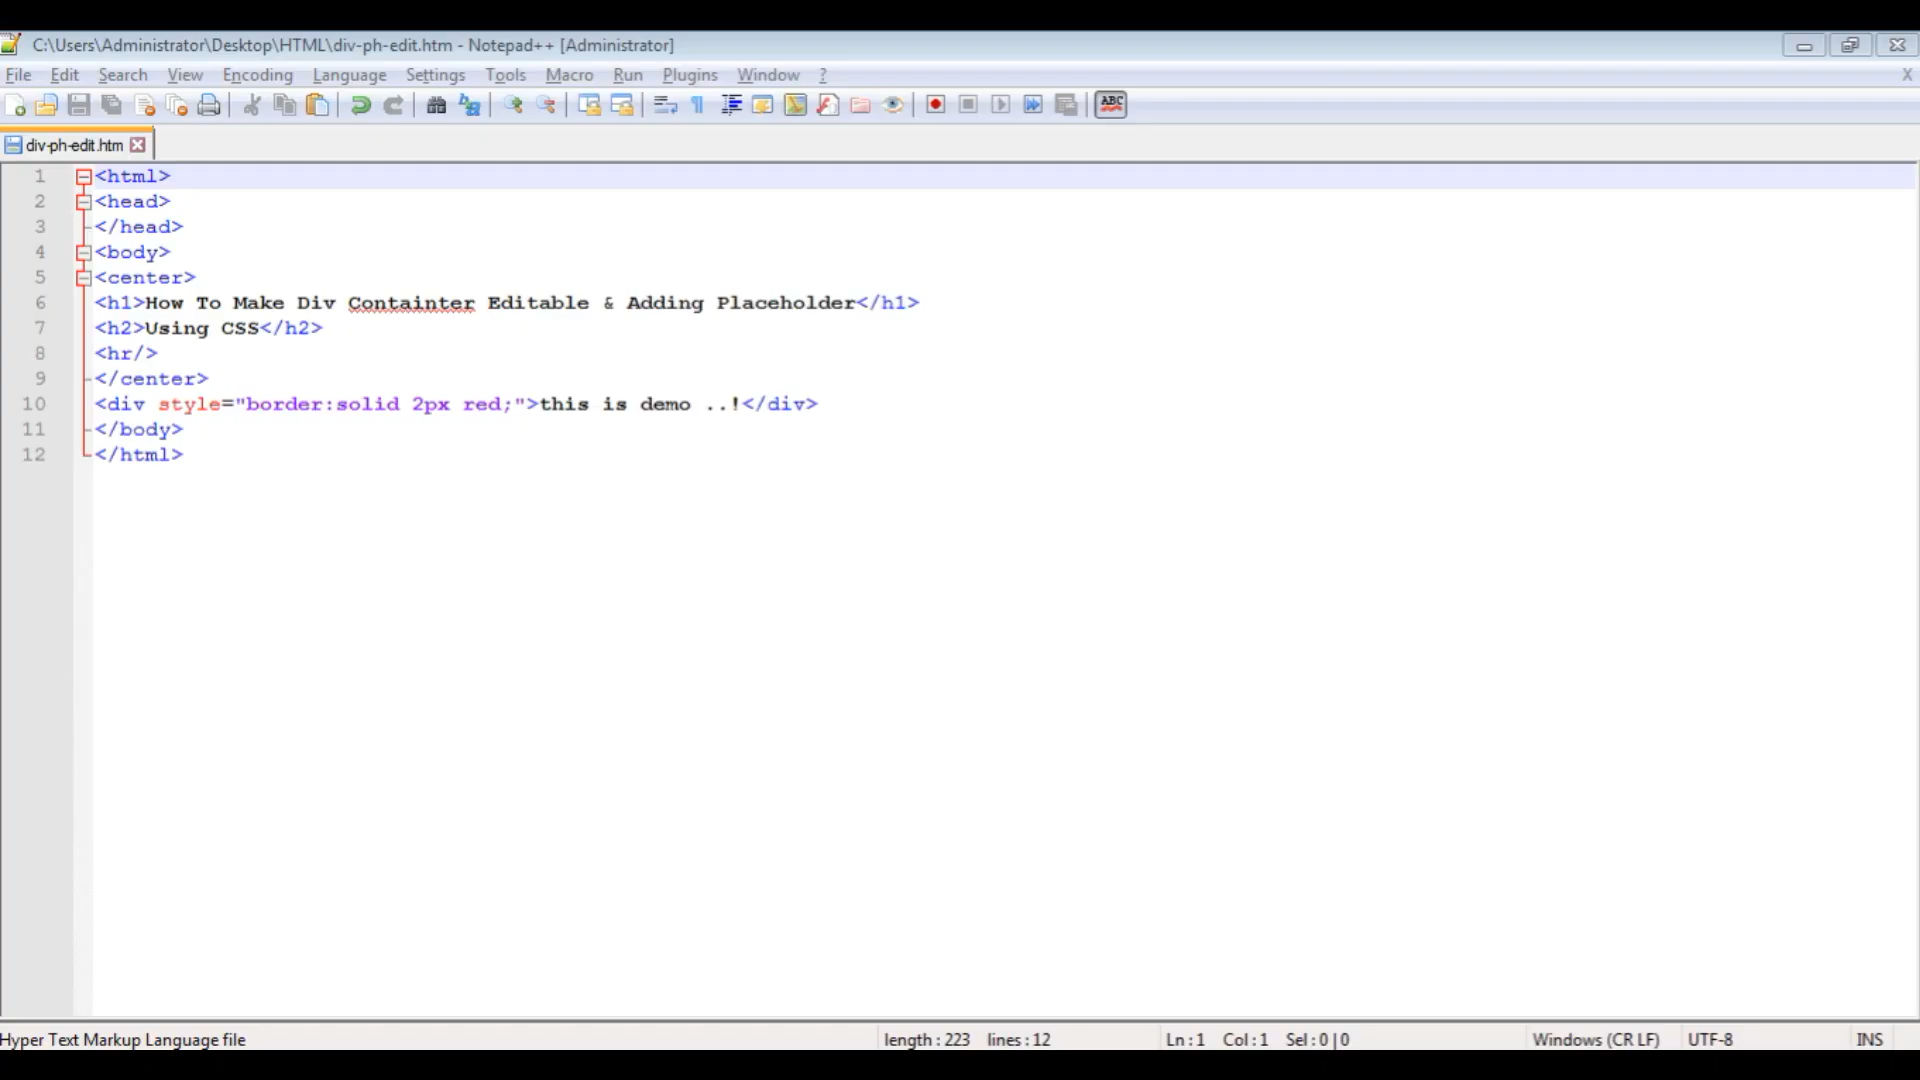 C:\Users\Administrator\Desktop\HTML\div-ph-edit.htm - Notepad++ [Administrator]
File Edit Search View Encoding Language Settings Tools Macro Run Plugins Window ? X
ABC
div-ph-edit.htm
1 <html>
2 <head>
3 </head>
4 <body>
5 <center>
6 <h1>How To Make Div Containter Editable & Adding Placeholder</h1>
7 <h2>Using CSS</h2>
8 <hr/>
9 </center>
10 <div style="border:solid 2px red;">this is demo ..!</div>
11 </body>
12 </html>
Hyper Text Markup Language file length : 223 lines : 12 Ln : 1 Col : 1 Sel : 0 | 0 Windows (CR LF) UTF-8 INS